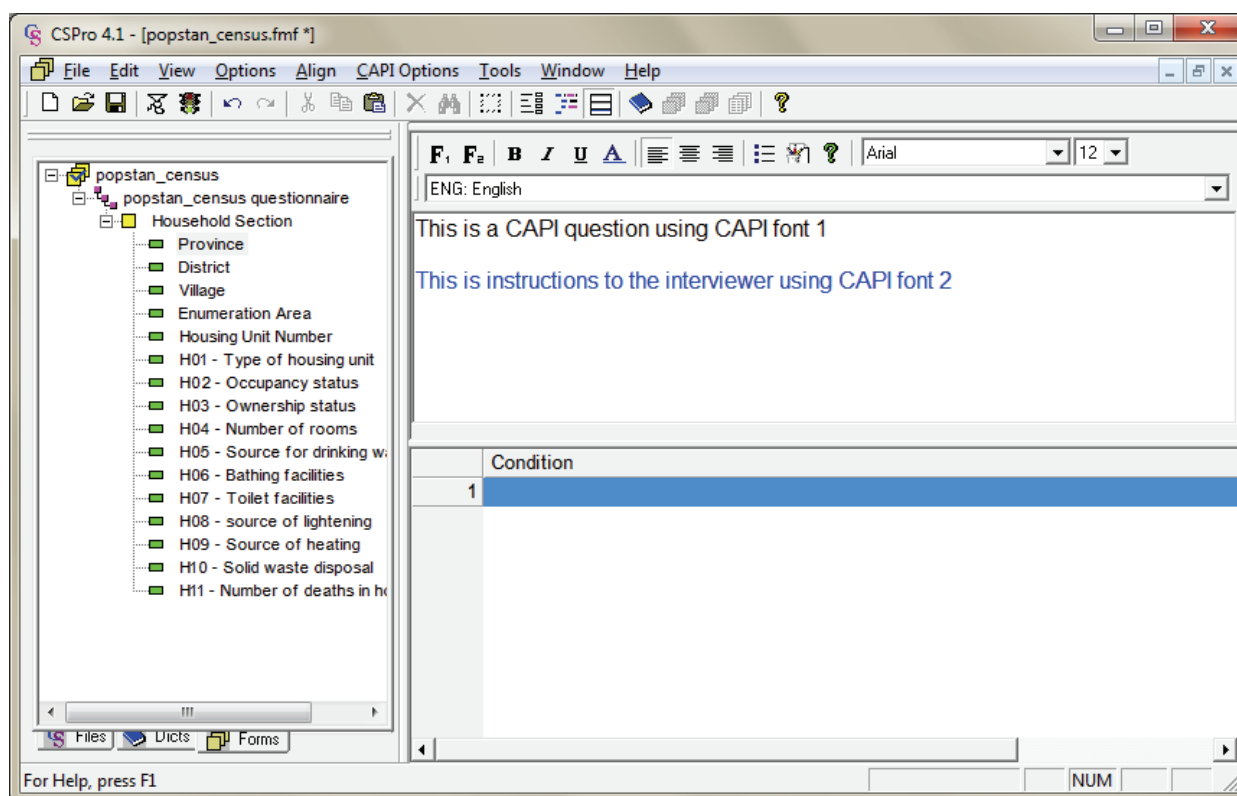 CSPro 4.1 - [popstan_census.fmf *]
File Edit View Options Align CAPI Options Tools Window Help
F1 F2 B I U A Arial 12
ENG: English
popstan_census
popstan_census questionnaire
Household Section
Province
District
Village
Enumeration Area
Housing Unit Number
H01 - Type of housing unit
H02 - Occupancy status
H03 - Ownership status
H04 - Number of rooms
H05 - Source for drinking wa
H06 - Bathing facilities
H07 - Toilet facilities
H08 - source of lightening
H09 - Source of heating
H10 - Solid waste disposal
H11 - Number of deaths in ho
Files Dicts Forms
This is a CAPI question using CAPI font 1
This is instructions to the interviewer using CAPI font 2
Condition
1
For Help, press F1
NUM